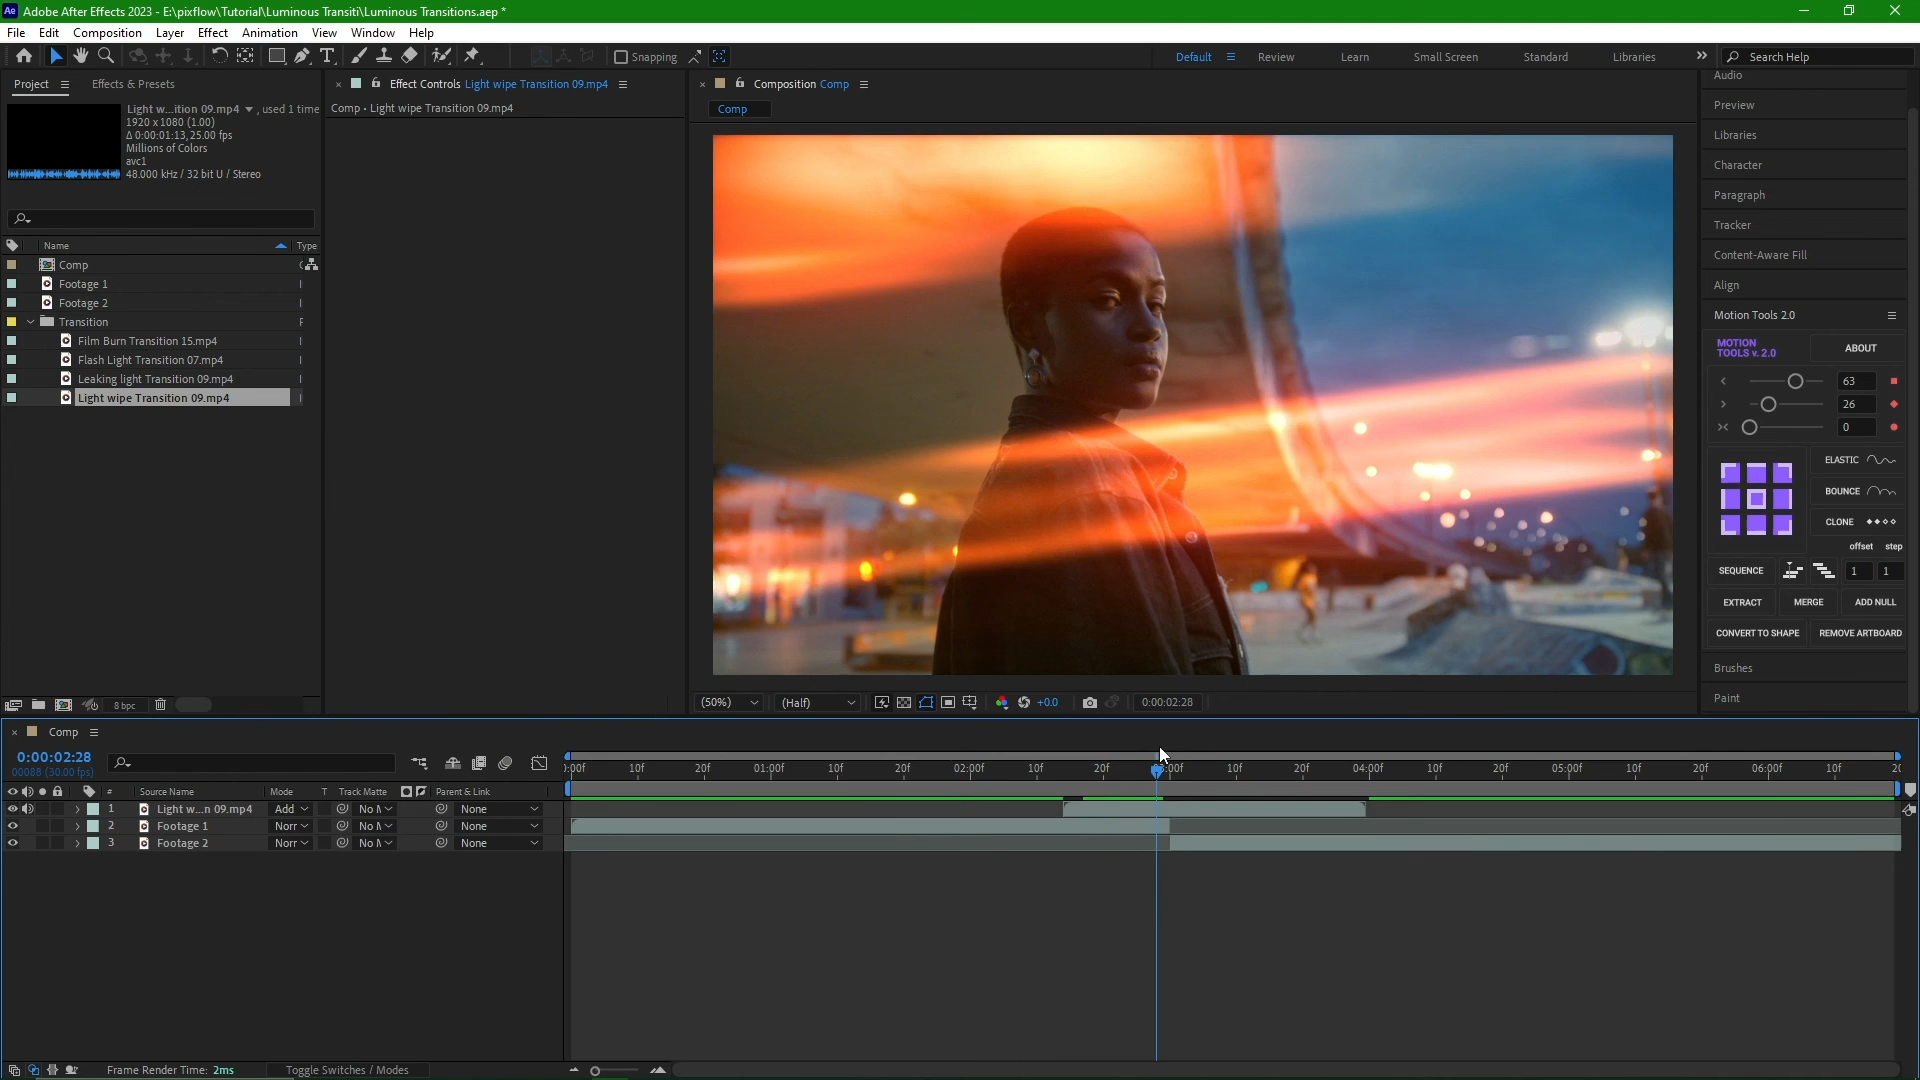 Ae Adobe After Effects 2023 - E:\pixflow\Tutorial\Luminous Transiti\Luminous Transitions.aep *
File Edit Composition Layer Effect Animation View Window Help
Snapping Default Review Learn Small Screen Standard Libraries Search Help
Project Effects & Presets
Light w...ition 09.mp4 , used 1 time
1920 x 1080 (1.00)
Δ 0:00:01:13, 25.00 fps
Millions of Colors
avc1
48.000 kHz / 32 bit U / Stereo
Name Type
Comp
Footage 1
Footage 2
Transition
Film Burn Transition 15.mp4
Flash Light Transition 07.mp4
Leaking light Transition 09.mp4
Light wipe Transition 09.mp4
8 bpc
Effect Controls Light wipe Transition 09.mp4
Comp • Light wipe Transition 09.mp4
Composition Comp
Comp
(50%) (Half) +0.0 0:00:02:28
Audio
Preview
Libraries
Character
Paragraph
Tracker
Content-Aware Fill
Align
Motion Tools 2.0
MOTION
TOOLS v. 2.0
ABOUT
63
26
0
ELASTIC
BOUNCE
CLONE
offset step
SEQUENCE 1 1
EXTRACT MERGE ADD NULL
CONVERT TO SHAPE REMOVE ARTBOARD
Brushes
Paint
Comp
0:00:02:28
00088 (30.00 fps)
):00f 10f 20f 01:00f 10f 20f 02:00f 10f 20f 10f 20f 04:00f 10f 20f 05:00f 10f 20f 06:00f 10f
# Source Name Mode T Track Matte Parent & Link
1 Light w...n 09.mp4 Add No None
2 Footage 1 Norr No None
3 Footage 2 Norr No None
Frame Render Time: 2ms Toggle Switches / Modes